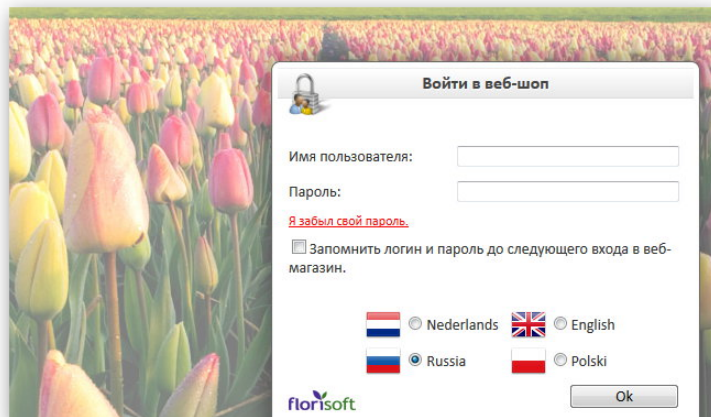 Войти в веб-шоп
Имя пользователя:
Пароль:
Я забыл свой пароль.
Запомнить логин и пароль до следующего входа в веб-
магазин.
Nederlands English
Russia Polski
florisoft Ok